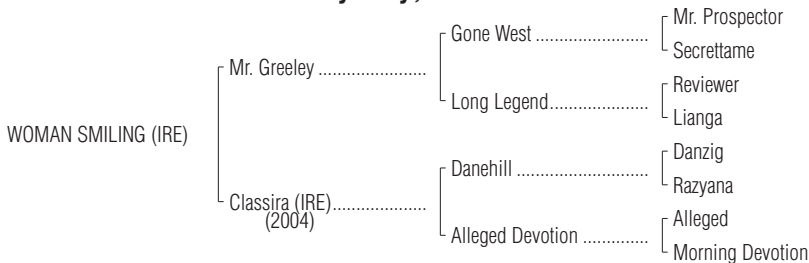 Mr. Prospector
Gone West ........................
Secrettame
Mr. Greeley .......................
Reviewer
Long Legend.....................
Lianga
WOMAN SMILING (IRE)
Danzig
Danehill ............................
Razyana
Classira (IRE)....................
(2004)
Alleged
Alleged Devotion ..............
Morning Devotion